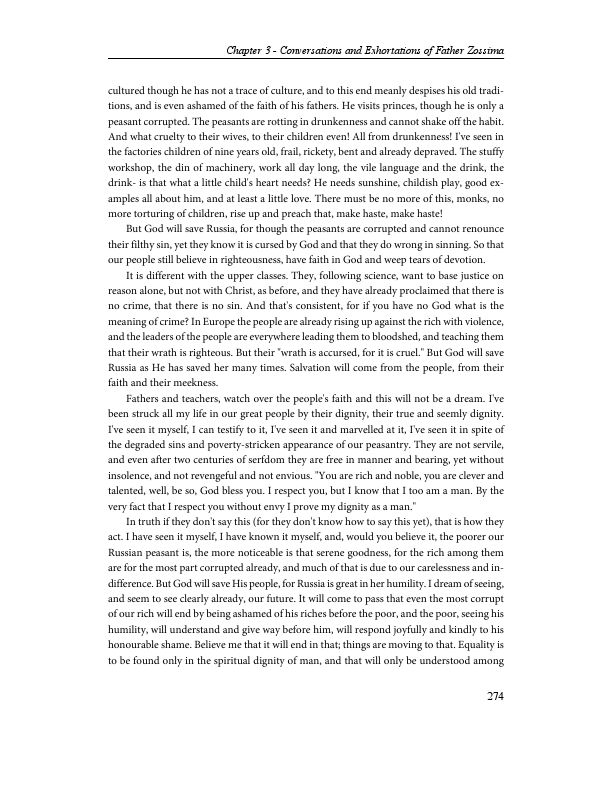 Chapter 3 - Conversations and Exhortations of Father Zossima
cultured though he has not a trace of culture, and to this end meanly despises his old tradi-
tions, and is even ashamed of the faith of his fathers. He visits princes, though he is only a
peasant corrupted. The peasants are rotting in drunkenness and cannot shake off the habit.
And what cruelty to their wives, to their children even! All from drunkenness! I've seen in
the factories children of nine years old, frail, rickety, bent and already depraved. The stuffy
workshop, the din of machinery, work all day long, the vile language and the drink, the
drink- is that what a little child's heart needs? He needs sunshine, childish play, good ex-
amples all about him, and at least a little love. There must be no more of this, monks, no
more torturing of children, rise up and preach that, make haste, make haste!
But God will save Russia, for though the peasants are corrupted and cannot renounce
their filthy sin, yet they know it is cursed by God and that they do wrong in sinning. So that
our people still believe in righteousness, have faith in God and weep tears of devotion.
It is different with the upper classes. They, following science, want to base justice on
reason alone, but not with Christ, as before, and they have already proclaimed that there is
no crime, that there is no sin. And that's consistent, for if you have no God what is the
meaning of crime? In Europe the people are already rising up against the rich with violence,
and the leaders of the people are everywhere leading them to bloodshed, and teaching them
that their wrath is righteous. But their "wrath is accursed, for it is cruel." But God will save
Russia as He has saved her many times. Salvation will come from the people, from their
faith and their meekness.
Fathers and teachers, watch over the people's faith and this will not be a dream. I've
been struck all my life in our great people by their dignity, their true and seemly dignity.
I've seen it myself, I can testify to it, I've seen it and marvelled at it, I've seen it in spite of
the degraded sins and poverty-stricken appearance of our peasantry. They are not servile,
and even after two centuries of serfdom they are free in manner and bearing, yet without
insolence, and not revengeful and not envious. "You are rich and noble, you are clever and
talented, well, be so, God bless you. I respect you, but I know that I too am a man. By the
very fact that I respect you without envy I prove my dignity as a man."
In truth if they don't say this (for they don't know how to say this yet), that is how they
act. I have seen it myself, I have known it myself, and, would you believe it, the poorer our
Russian peasant is, the more noticeable is that serene goodness, for the rich among them
are for the most part corrupted already, and much of that is due to our carelessness and in-
difference. But God will save His people, for Russia is great in her humility. I dream of seeing,
and seem to see clearly already, our future. It will come to pass that even the most corrupt
of our rich will end by being ashamed of his riches before the poor, and the poor, seeing his
humility, will understand and give way before him, will respond joyfully and kindly to his
honourable shame. Believe me that it will end in that; things are moving to that. Equality is
to be found only in the spiritual dignity of man, and that will only be understood among
274